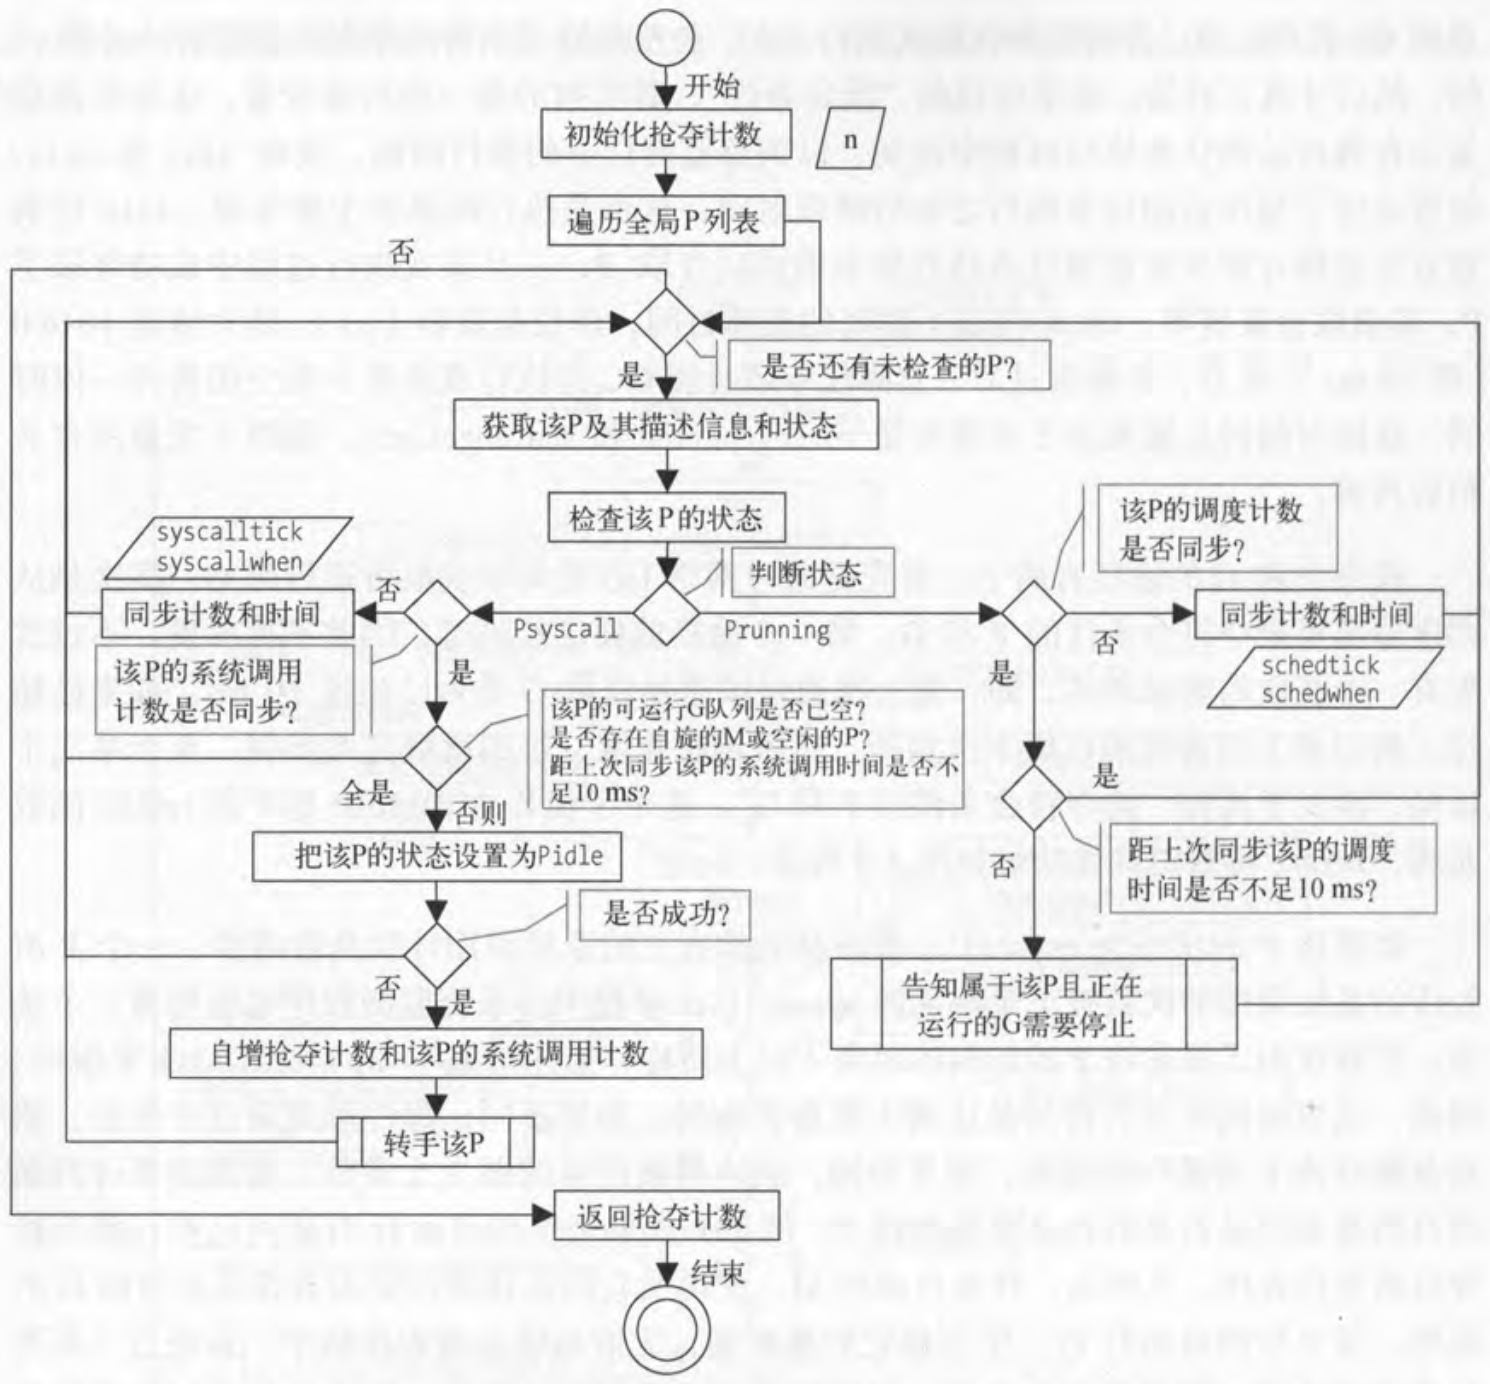 开始
初始化抢夺计数
n
遍历全局P列表
否
是否还有未检查的P?
是
获取该P及其描述信息和状态
检查该P的状态
该P的调度计数
是否同步?
syscalltick
syscallwhen
判断状态
否
同步计数和时间
Psyscall
Prunning
否
同步计数和时间
该P的系统调用
计数是否同步?
是
是
schedtick
schedwhen
该P的可运行G队列是否已空?
是否存在自旋的M或空闲的P?
距上次同步该P的系统调用时间是否不
足10 ms?
全是
否则
是
把该P的状态设置为Pidle
否
距上次同步该P的调度
时间是否不足10 ms?
是否成功?
否
是
告知属于该P且正在
运行的G需要停止
自增抢夺计数和该P的系统调用计数
转手该P
返回抢夺计数
结束